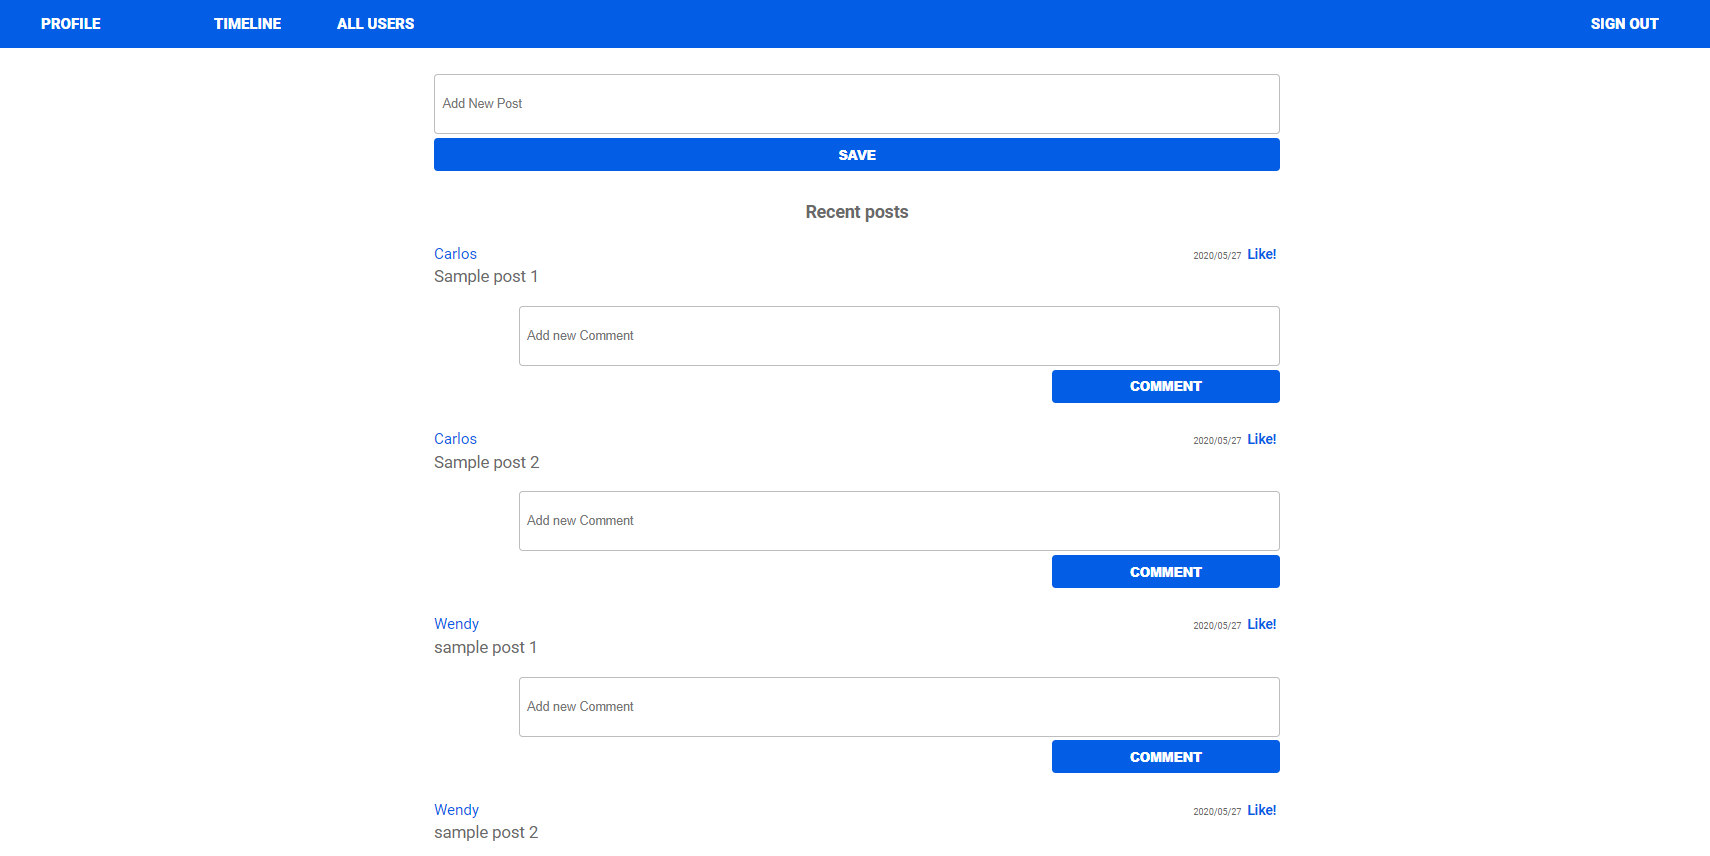 PROFILE TIMELINE ALL USERS SIGN OUT
Add New Post
SAVE
Recent posts
Carlos 2020/05/27 Like!
Sample post 1
Add new Comment
COMMENT
Carlos 2020/05/27 Like!
Sample post 2
Add new Comment
COMMENT
Wendy 2020/05/27 Like!
sample post 1
Add new Comment
COMMENT
Wendy 2020/05/27 Like!
sample post 2